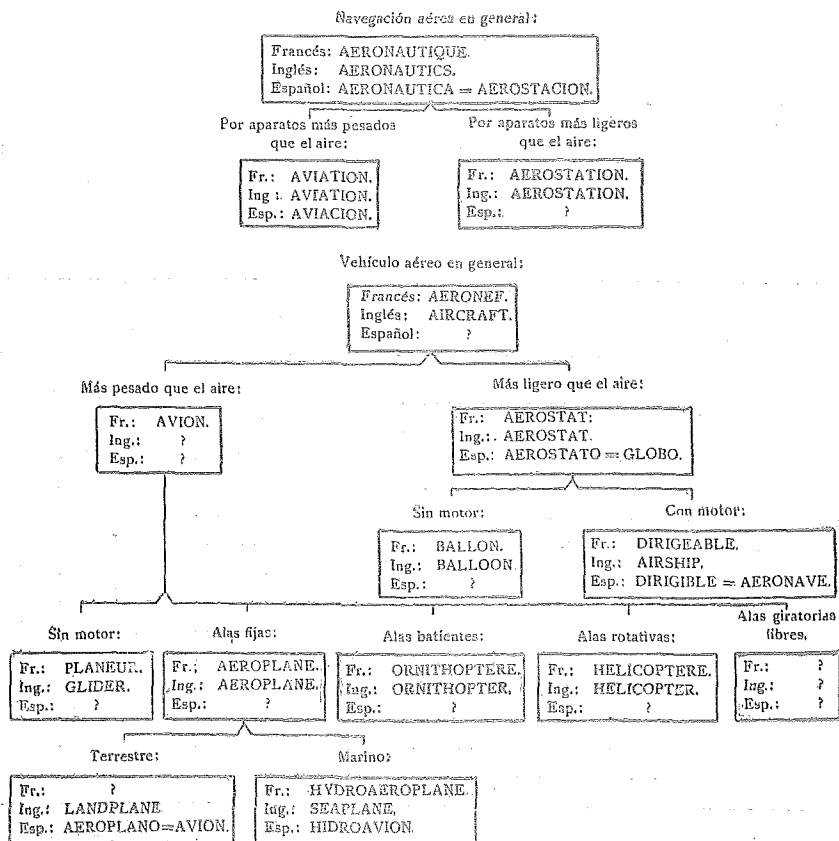 Navegación aérea en general:
Francés: AERONAUTIQUE.
Inglés: AERONAUTICS.
Español: AERONAUTICA = AEROSTACION.
Por aparatos más pesados
que el aire:
Fr.: AVIATION.
Ing.: AVIATION.
Esp.: AVIACION.
Por aparatos más ligeros
que el aire:
Fr.: AEROSTATION.
Ing.: AEROSTATION.
Esp.: ?
Vehículo aéreo en general:
Francés: AERONEF.
Inglés: AIRCRAFT.
Español: ?
Más pesado que el aire:
Fr.: AVION.
Ing.: ?
Esp.: ?
Más ligero que el aire:
Fr.: AEROSTAT:
Ing.: AEROSTAT.
Esp.: AEROSTATO = GLOBO.
Sin motor:
Fr.: BALLON.
Ing.: BALLOON.
Esp.: ?
Con motor:
Fr.: DIRIGEABLE.
Ing.: AIRSHIP.
Esp.: DIRIGIBLE = AERONAVE.
Sin motor:
Fr.: PLANEUR.
Ing.: GLIDER.
Esp.: ?
Alas fijas:
Fr.; AEROPLANE.
Ing.: AEROPLANE.
Esp.: ?
Alas batientes:
Fr.: ORNITHOPTERE.
Ing.: ORNITHOPTER.
Esp.: ?
Alas rotativas:
Fr.: HELICOPTERE.
Ing.: HELICOPTER.
Esp.: ?
Alas giratorias
libres.
Fr.: ?
Ing.: ?
Esp.: ?
Terrestre:
Fr.: ?
Ing.: LANDPLANE.
Esp.: AEROPLANO=AVION.
Marino:
Fr.: HYDROAEROPLANE.
Ing.: SEAPLANE.
Esp.: HIDROAVION.